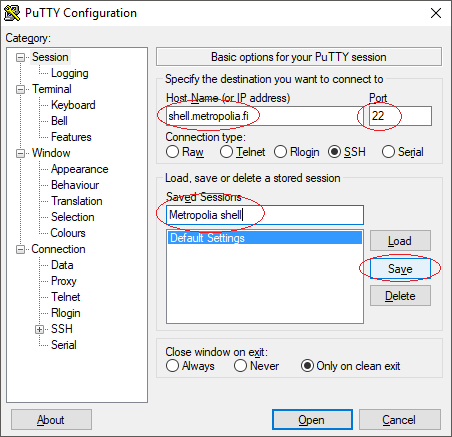 PuTTY Configuration
Category:
Session
Logging
Terminal
Keyboard
Bell
Features
Window
Appearance
Behaviour
Translation
Selection
Colours
Connection
Data
Proxy
Telnet
Rlogin
SSH
Serial
Basic options for your PuTTY session
Specify the destination you want to connect to
Host Name (or IP address) Port
shell.metropolia.fi 22
Connection type:
Raw Telnet Rlogin SSH Serial
Load, save or delete a stored session
Saved Sessions
Metropolia shell
Default Settings
Load
Save
Delete
Close window on exit:
Always Never Only on clean exit
About Open Cancel